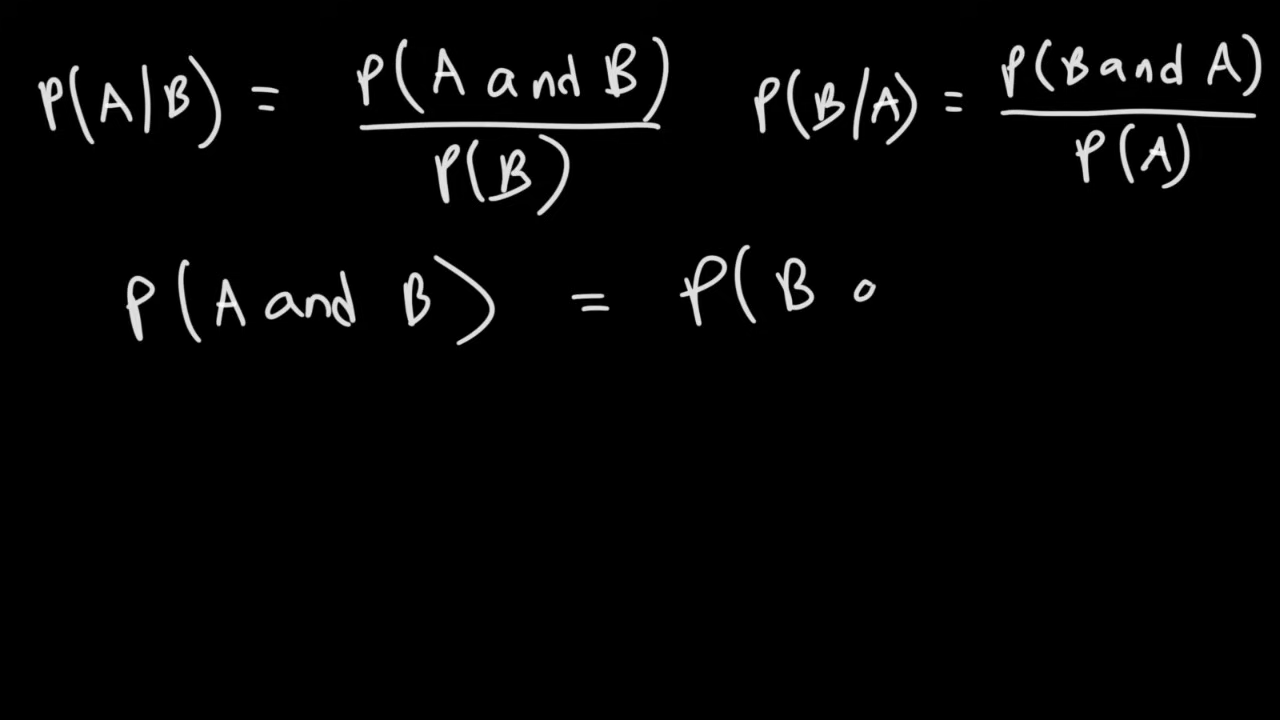 P(A|B) = P(A and B) / P(B)    P(B/A) = P(B and A) / P(A)
P(A and B) = P(B